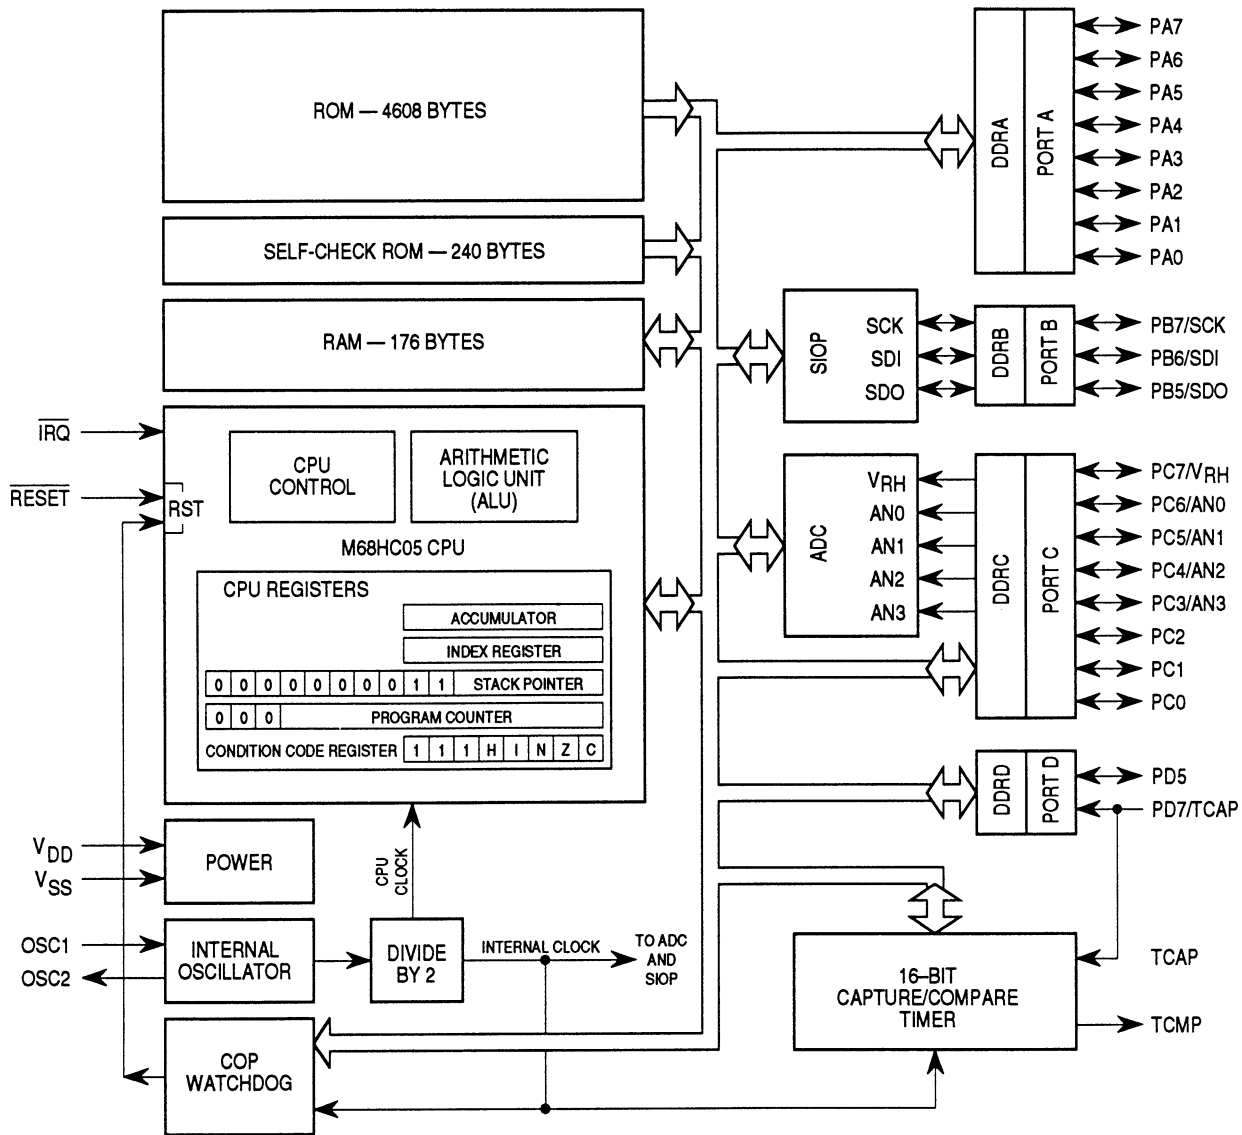 ROM — 4608 BYTES
SELF-CHECK ROM — 240 BYTES
RAM — 176 BYTES
IRQ
RESET
RST
CPU
CONTROL
ARITHMETIC
LOGIC UNIT
(ALU)
M68HC05 CPU
CPU REGISTERS
ACCUMULATOR
INDEX REGISTER
0 0 0 0 0 0 0 0 1 1 STACK POINTER
0 0 0 PROGRAM COUNTER
CONDITION CODE REGISTER 1 1 1 H I N Z C
VDD
VSS
POWER
CPU
CLOCK
OSC1
OSC2
INTERNAL
OSCILLATOR
DIVIDE
BY 2
INTERNAL CLOCK
TO ADC
AND
SIOP
COP
WATCHDOG
DDRA
PORT A
PA7
PA6
PA5
PA4
PA3
PA2
PA1
PA0
SIOP
SCK
SDI
SDO
DDRB
PORT B
PB7/SCK
PB6/SDI
PB5/SDO
ADC
VRH
AN0
AN1
AN2
AN3
DDRC
PORT C
PC7/VRH
PC6/AN0
PC5/AN1
PC4/AN2
PC3/AN3
PC2
PC1
PC0
DDRD
PORT D
PD5
PD7/TCAP
16–BIT
CAPTURE/COMPARE
TIMER
TCAP
TCMP